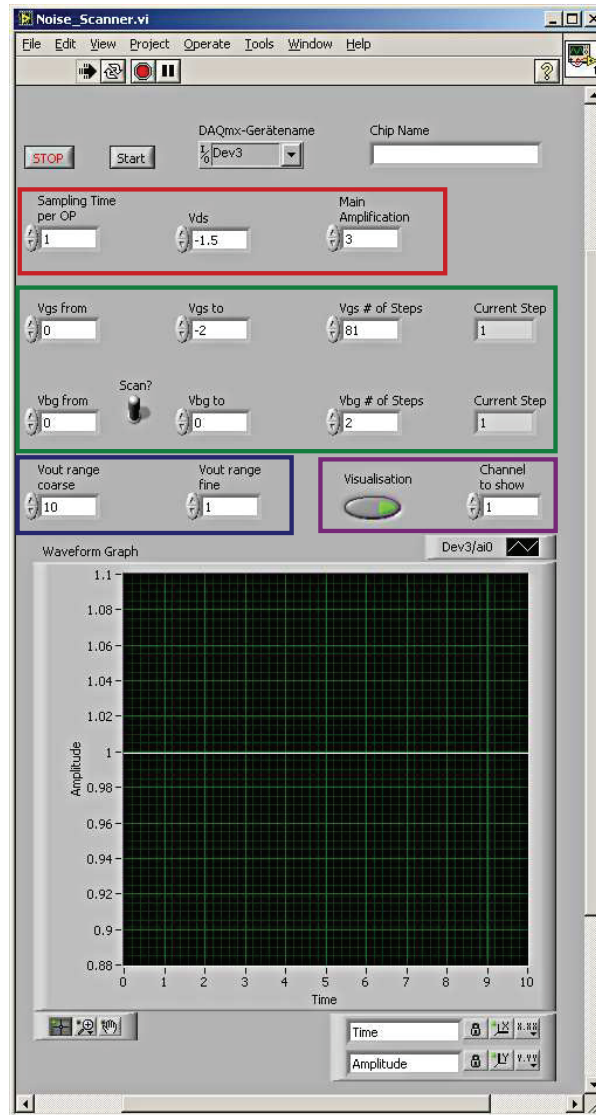 Noise_Scanner.vi
File Edit View Project Operate Tools Window Help
DAQmx-Gerätename Chip Name
STOP Start Dev3
Sampling Time per OP
Vds
Main Amplification
1 -1.5 3
Vgs from Vgs to Vgs # of Steps Current Step
0 -2 81 1
Scan?
Vbg from Vbg to Vbg # of Steps Current Step
0 0 2 1
Vout range coarse
Vout range fine
10 1
Visualisation
Channel to show
1
Waveform Graph Dev3/ai0
1.1
1.08
1.06
1.04
1.02
1
0.98
0.96
0.94
0.92
0.9
0.88
Amplitude
0 1 2 3 4 5 6 7 8 9 10
Time
Time
Amplitude